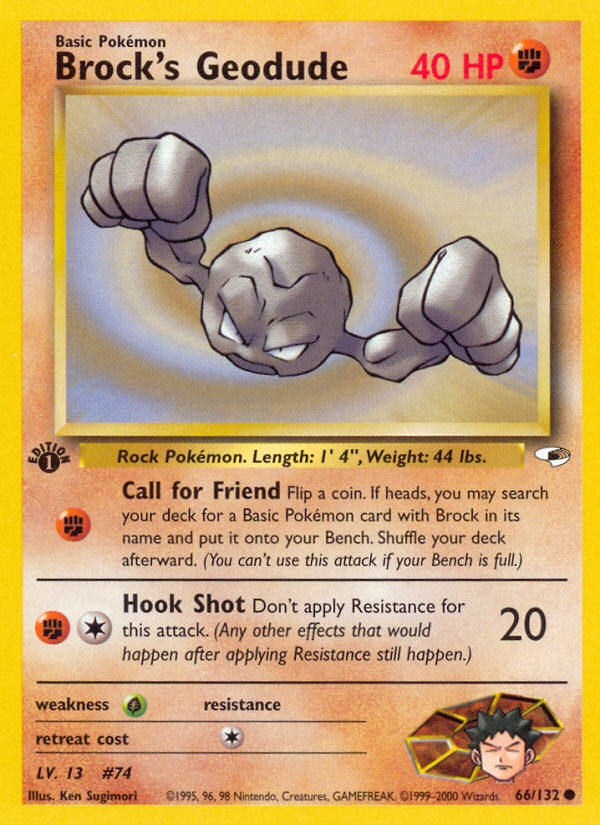 Basic Pokémon
Brock's Geodude 40 HP
EDITION 1
Rock Pokémon. Length: 1' 4", Weight: 44 lbs.
Call for Friend Flip a coin. If heads, you may search
your deck for a Basic Pokémon card with Brock in its
name and put it onto your Bench. Shuffle your deck
afterward. (You can't use this attack if your Bench is full.)
Hook Shot Don't apply Resistance for
this attack. (Any other effects that would
happen after applying Resistance still happen.)
20
weakness resistance
retreat cost
LV. 13 #74
Illus. Ken Sugimori ©1995, 96, 98 Nintendo, Creatures, GAMEFREAK. ©1999–2000 Wizards. 66/132